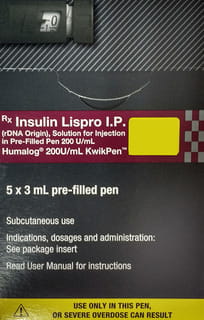 0
Rx Insulin Lispro I.P.
(rDNA Origin), Solution for Injection
in Pre-Filled Pen 200 U/mL
Humalog® 200U/mL KwikPen™
5 x 3 mL pre-filled pen
Subcutaneous use
Indications, dosages and administration:
See package insert
Read User Manual for instructions
USE ONLY IN THIS PEN,
OR SEVERE OVERDOSE CAN RESULT